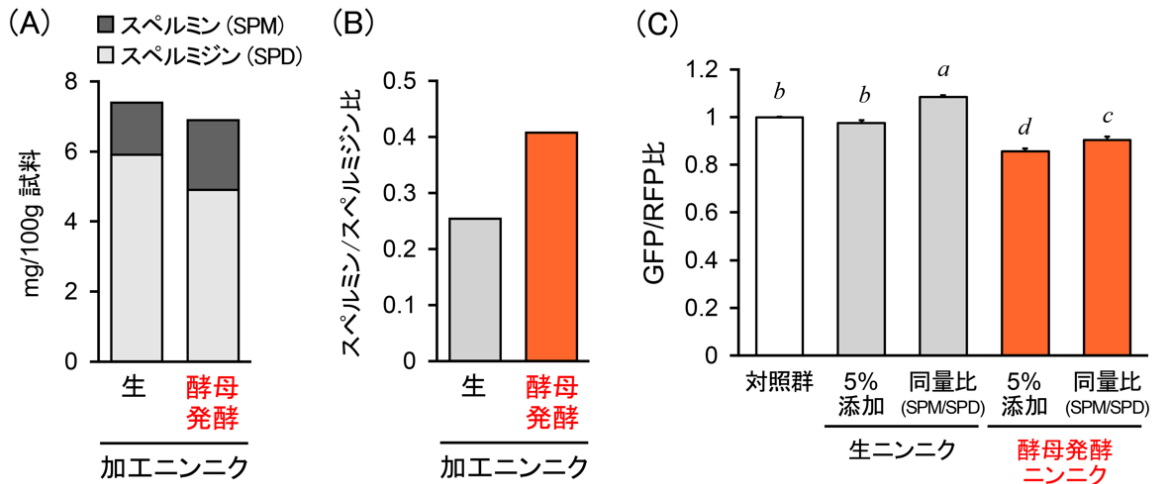 (A)
スペルミン(SPM)
スペルミジン(SPD)
mg/100g 試料
8
6
4
2
0
生
酵母
発酵
加工ニンニク
(B)
スペルミン/スペルミジン比
0.5
0.4
0.3
0.2
0.1
0
生
酵母
発酵
加工ニンニク
(C)
GFP/RFP比
1.2
1
0.8
0.6
0.4
0.2
0
b
b
a
d
c
対照群
5%
添加
同量比
(SPM/SPD)
5%
添加
同量比
(SPM/SPD)
生ニンニク
酵母発酵
ニンニク